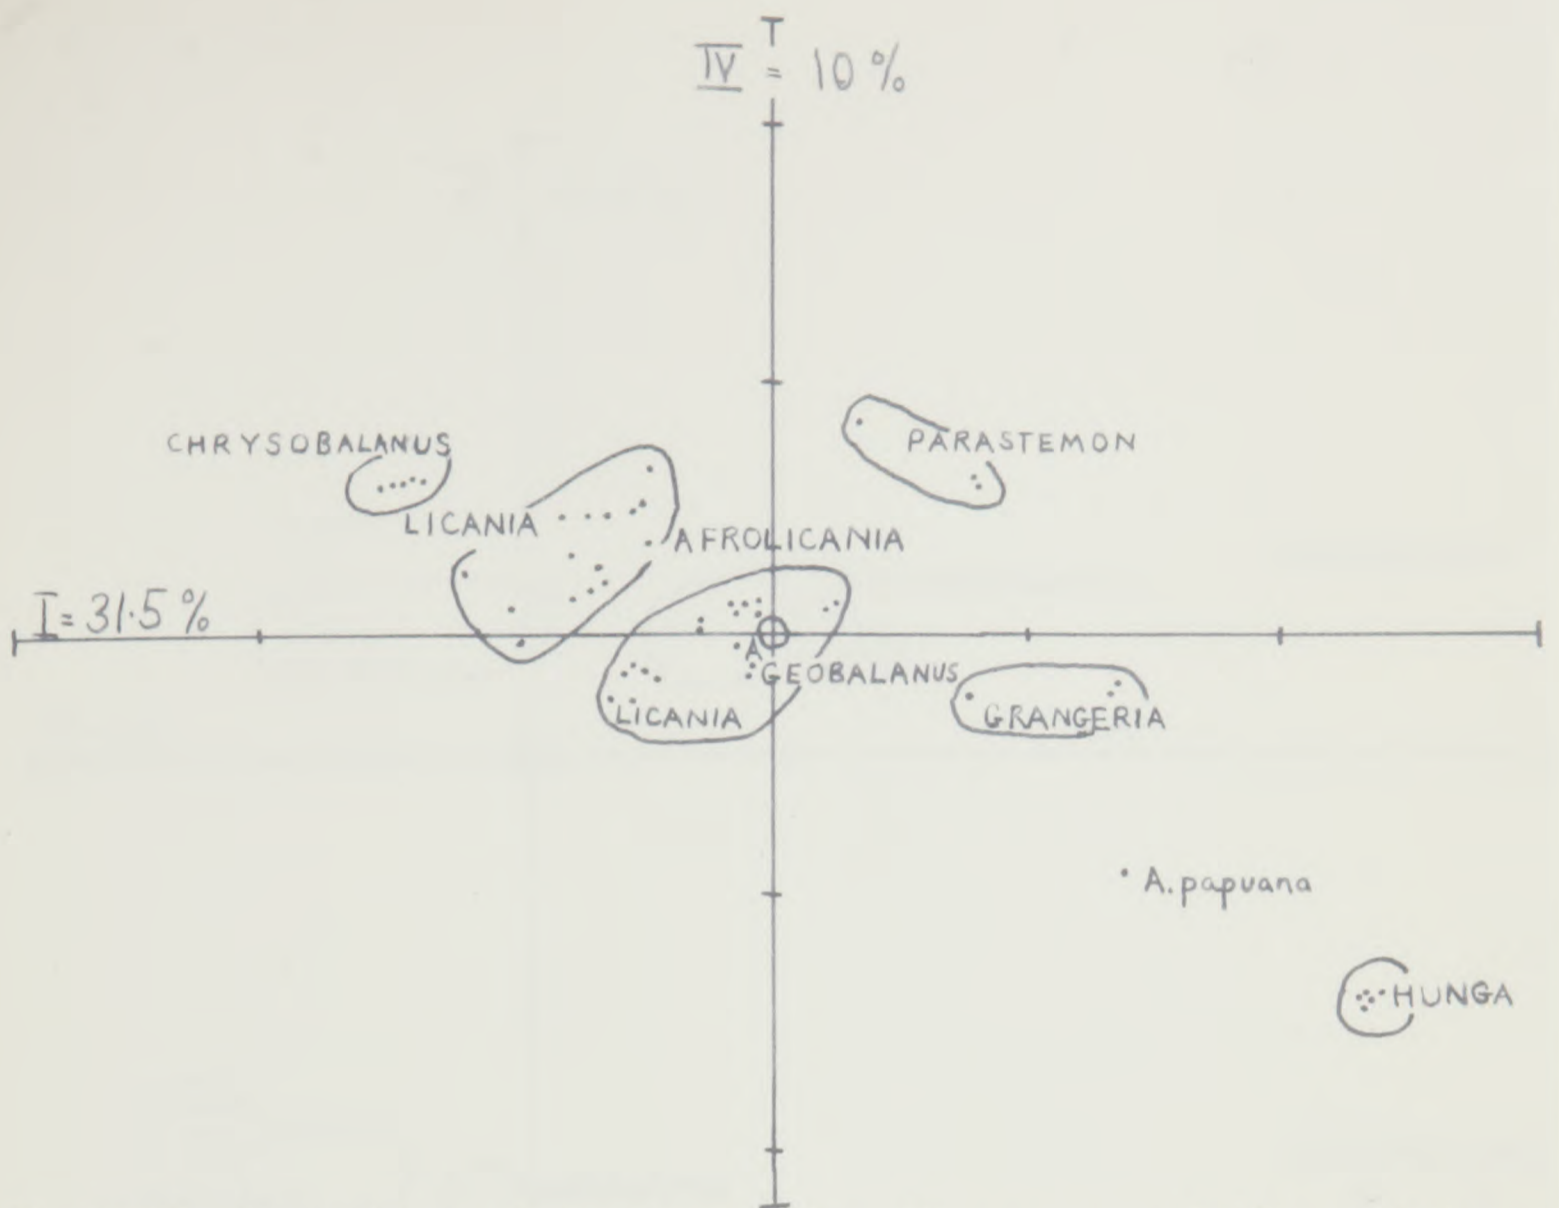 IV = 10%
CHRYSOBALANUS
PARASTEMON
LICANIA
AFROLICANIA
I = 31.5%
A
GEOBALANUS
LICANIA
GRANGERIA
A. papuana
HUNGA